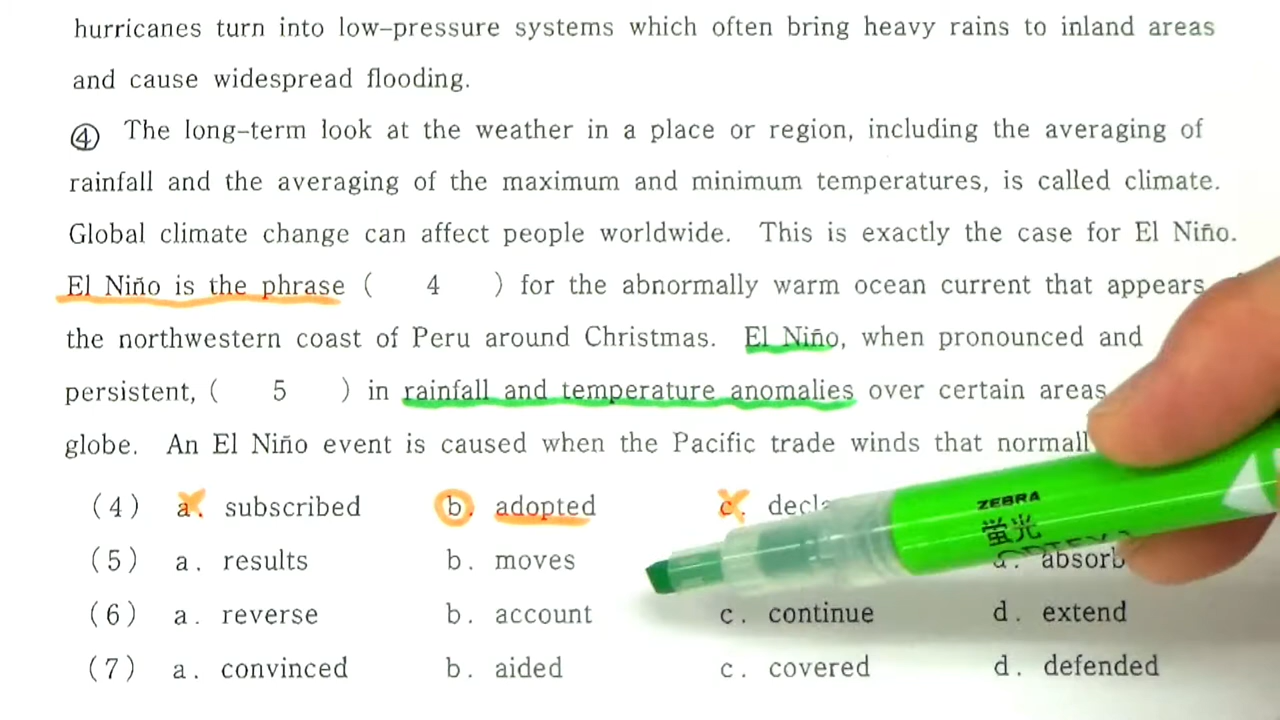 hurricanes turn into low-pressure systems which often bring heavy rains to inland areas
and cause widespread flooding.
④ The long-term look at the weather in a place or region, including the averaging of
rainfall and the averaging of the maximum and minimum temperatures, is called climate.
Global climate change can affect people worldwide. This is exactly the case for El Niño.
El Niño is the phrase ( 4 ) for the abnormally warm ocean current that appears
the northwestern coast of Peru around Christmas. El Niño, when pronounced and
persistent, ( 5 ) in rainfall and temperature anomalies over certain areas
globe. An El Niño event is caused when the Pacific trade winds that
(4) a. subscribed b. adopted c.
(5) a. results b. moves d.
(6) a. reverse b. account c. continue d. extend
(7) a. convinced b. aided c. covered d. defended
ZEBRA
蛍光